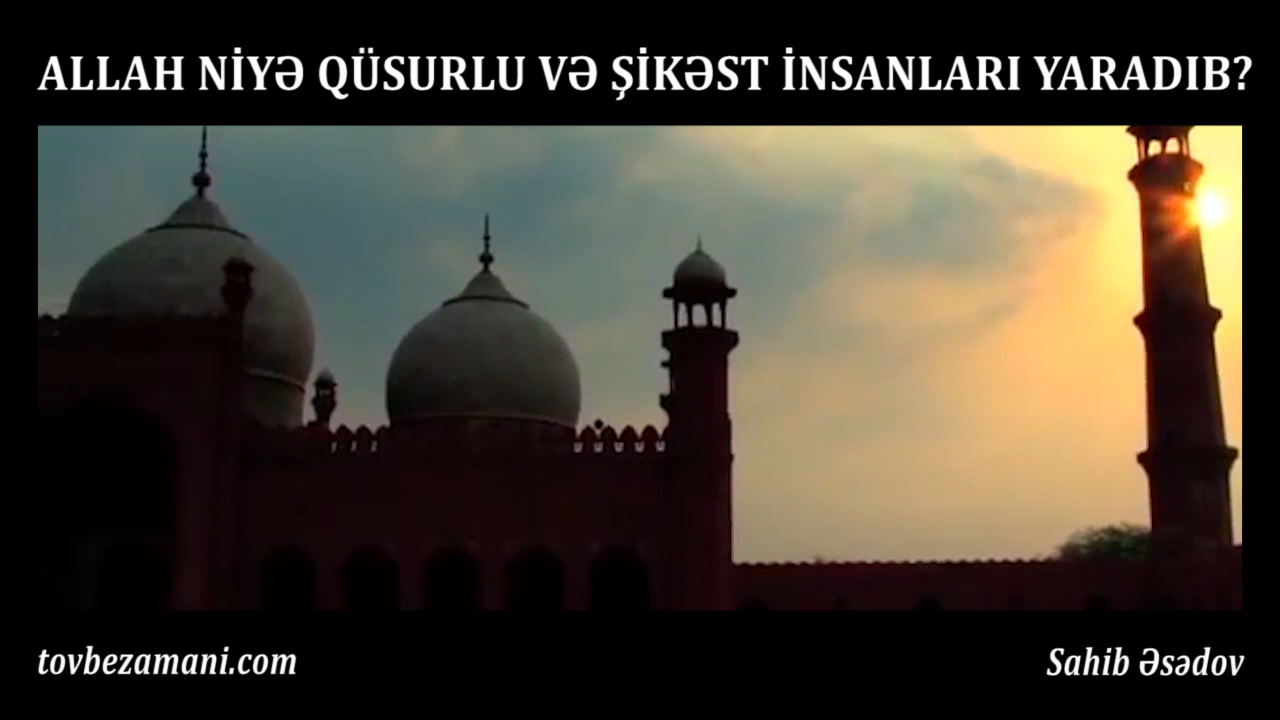 ALLAH NİYƏ QÜSURLU VƏ ŞİKƏST İNSANLARI YARADIB?
tovbezamani.com
Sahib Əsədov